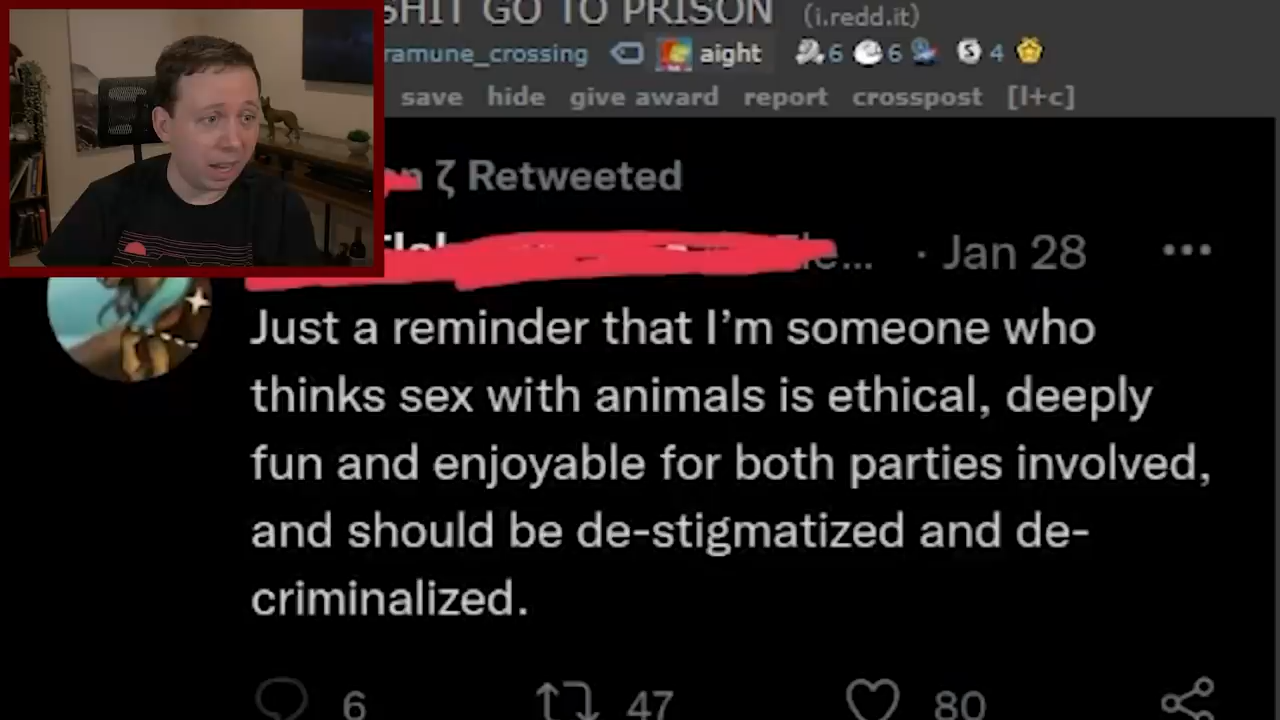 SHIT GO TO PRISON (i.redd.it)
ramune_crossing aight 6 6 4
save hide give award report crosspost [l+c]
ζ Retweeted
· Jan 28 •••
Just a reminder that I'm someone who
thinks sex with animals is ethical, deeply
fun and enjoyable for both parties involved,
and should be de-stigmatized and de-
criminalized.
6 47 80